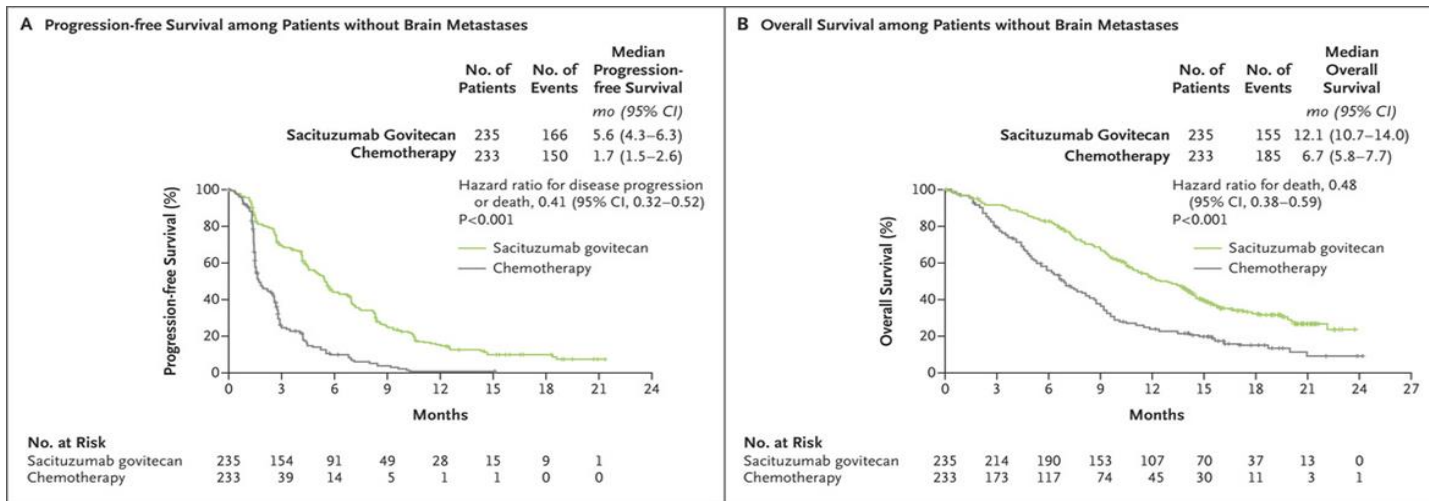 A Progression-free Survival among Patients without Brain Metastases
No. of Patients No. of Events Median Progression-free Survival
mo (95% CI)
Sacituzumab Govitecan 235 166 5.6 (4.3–6.3)
Chemotherapy 233 150 1.7 (1.5–2.6)
Hazard ratio for disease progression
or death, 0.41 (95% CI, 0.32–0.52)
P<0.001
Sacituzumab govitecan
Chemotherapy
Progression-free Survival (%)
100
80
60
40
20
0
0 3 6 9 12 15 18 21 24
Months
No. at Risk
Sacituzumab govitecan 235 154 91 49 28 15 9 1
Chemotherapy 233 39 14 5 1 1 0 0
B Overall Survival among Patients without Brain Metastases
No. of Patients No. of Events Median Overall Survival
mo (95% CI)
Sacituzumab Govitecan 235 155 12.1 (10.7–14.0)
Chemotherapy 233 185 6.7 (5.8–7.7)
Hazard ratio for death, 0.48
(95% CI, 0.38–0.59)
P<0.001
Sacituzumab govitecan
Chemotherapy
Overall Survival (%)
100
80
60
40
20
0
0 3 6 9 12 15 18 21 24 27
Months
No. at Risk
Sacituzumab govitecan 235 214 190 153 107 70 37 13 0
Chemotherapy 233 173 117 74 45 30 11 3 1